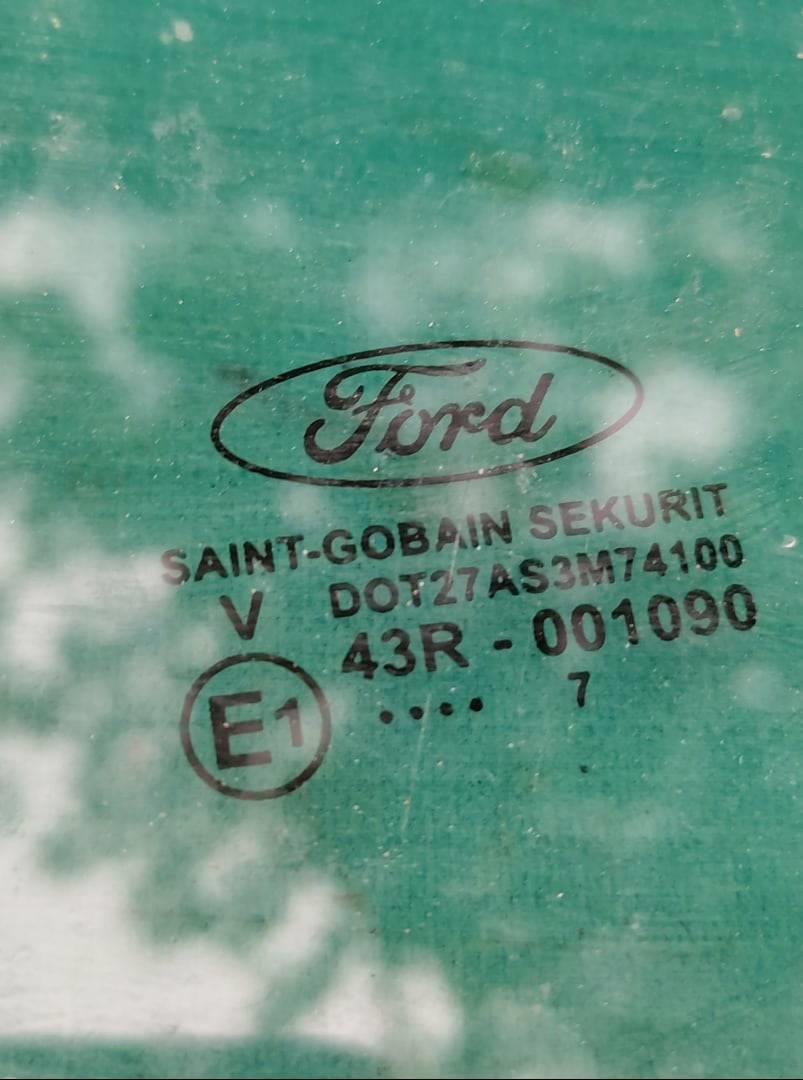 Ford
SAINT-GOBAIN SEKURIT
V DOT27AS3M74100
43R - 001090
E1 .... 7